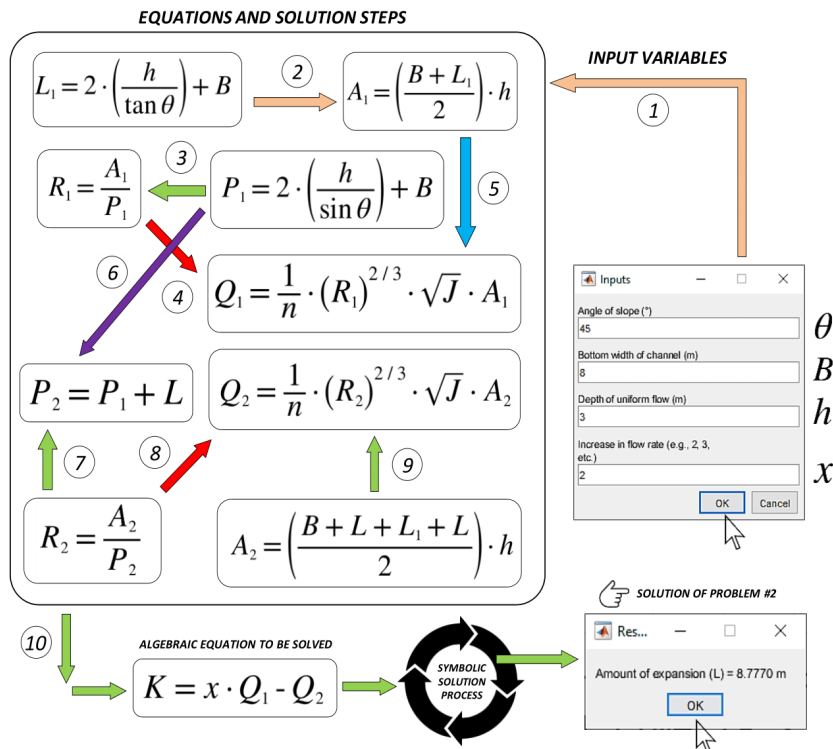 EQUATIONS AND SOLUTION STEPS
INPUT VARIABLES
L₁ = 2 · (h / tan θ) + B
2
A₁ = ((B + L₁) / 2) · h
1
R₁ = A₁ / P₁
3
P₁ = 2 · (h / sin θ) + B
5
6
4
Q₁ = 1/n · (R₁)^2/3 · √J · A₁
P₂ = P₁ + L
Q₂ = 1/n · (R₂)^2/3 · √J · A₂
7
8
9
R₂ = A₂ / P₂
A₂ = ((B + L + L₁ + L) / 2) · h
Inputs
Angle of slope (°)
45
θ
Bottom width of channel (m)
8
B
Depth of uniform flow (m)
3
h
Increase in flow rate (e.g., 2, 3,
etc.)
2
x
OK Cancel
10
ALGEBRAIC EQUATION TO BE SOLVED
K = x · Q₁ - Q₂
SYMBOLIC
SOLUTION
PROCESS
SOLUTION OF PROBLEM #2
Res...
Amount of expansion (L) = 8.7770 m
OK